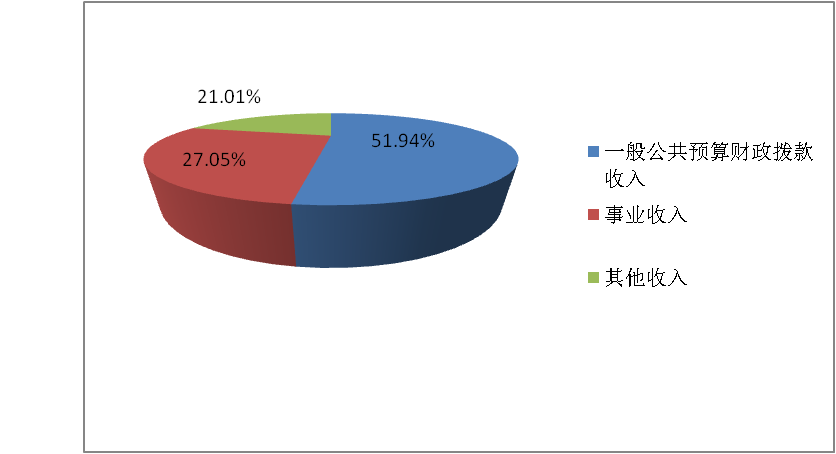 21.01%
51.94%
27.05%
一般公共预算财政拨款
收入
事业收入
其他收入